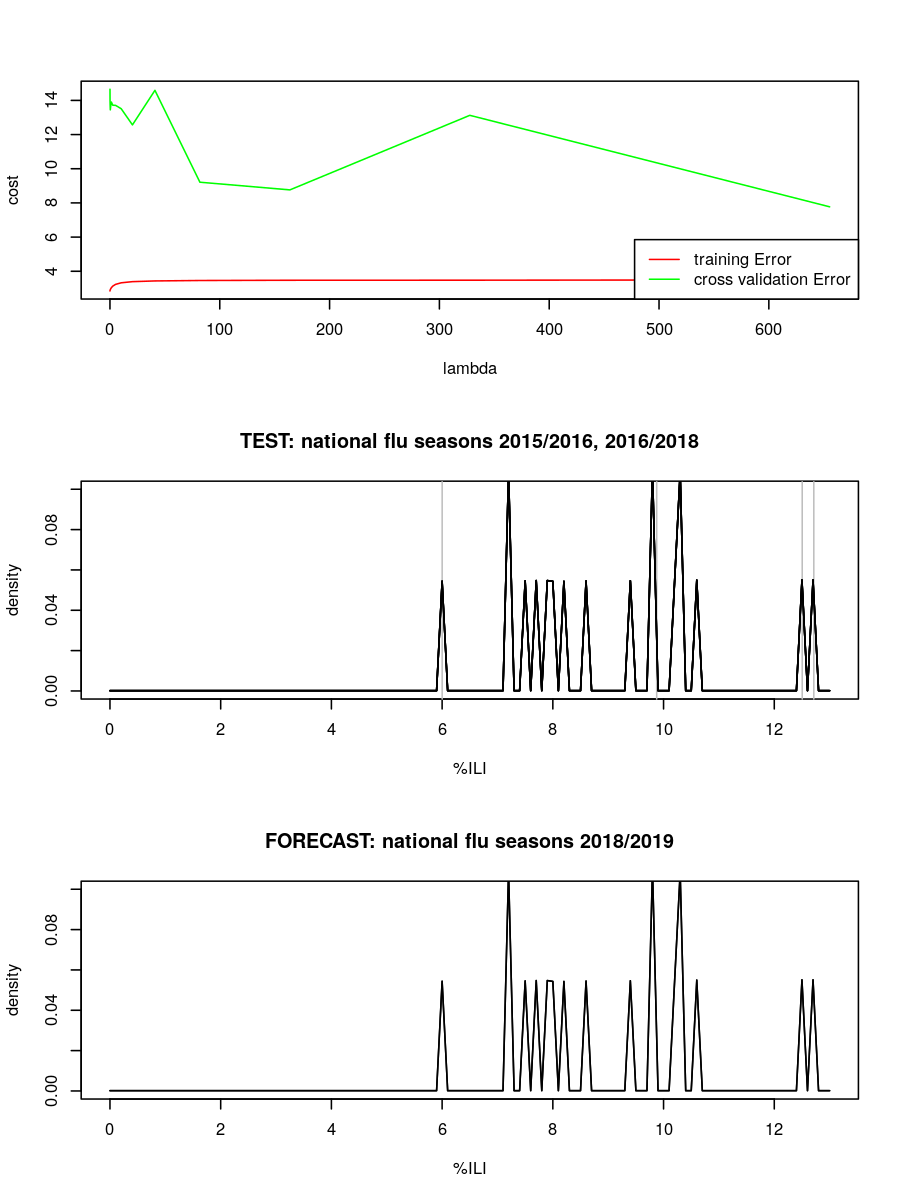 cost
14
12
10
8
6
4
training Error
cross validation Error
0 100 200 300 400 500 600
lambda
TEST: national flu seasons 2015/2016, 2016/2018
density
0.08
0.04
0.00
0 2 4 6 8 10 12
%ILI
FORECAST: national flu seasons 2018/2019
density
0.08
0.04
0.00
0 2 4 6 8 10 12
%ILI